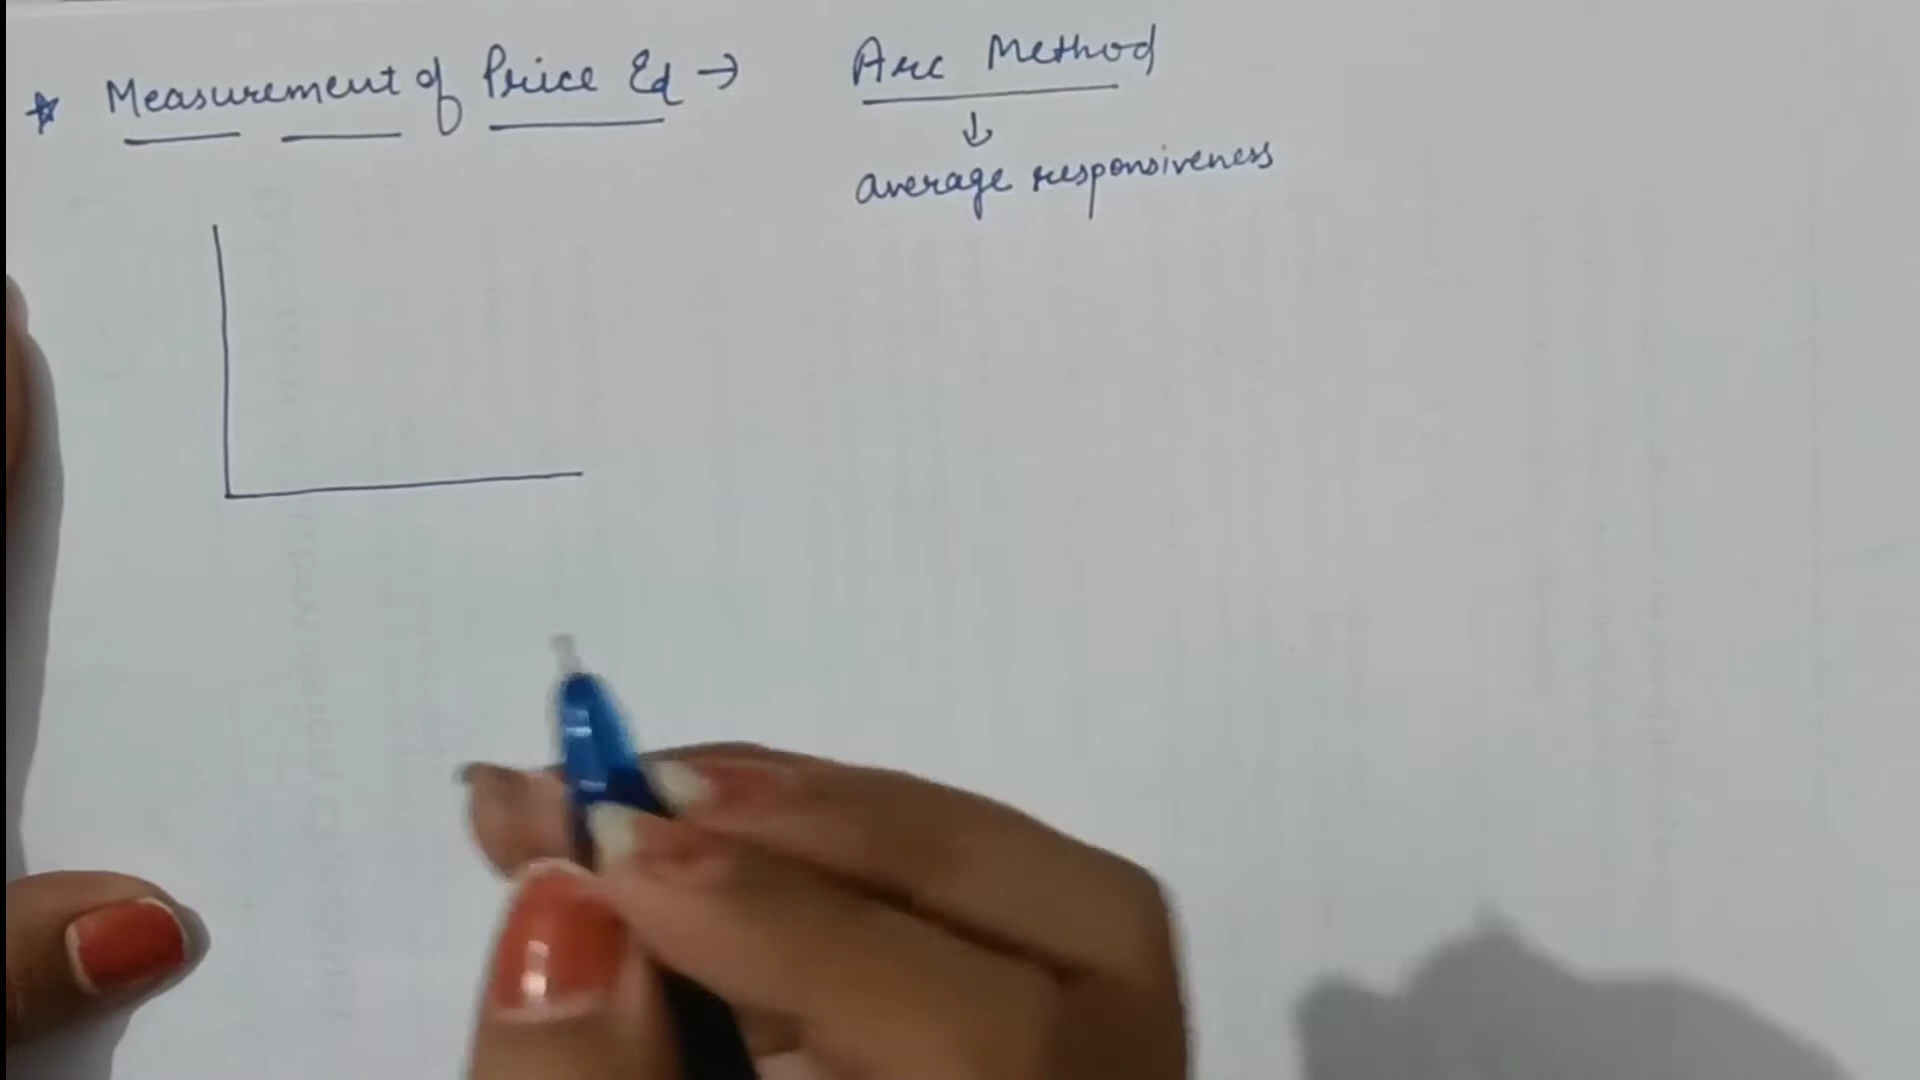 ★ Measurement of Price Ed →
Arc Method
↓
average responsiveness